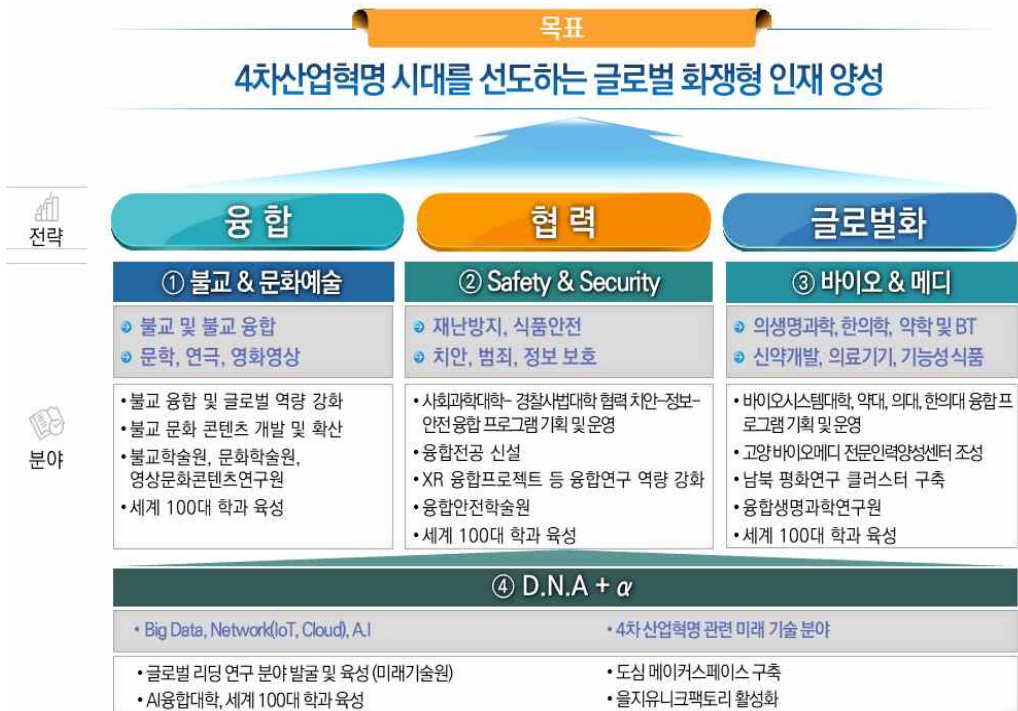 목표
4차산업혁명 시대를 선도하는 글로벌 화쟁형 인재 양성
전략
융 합
협 력
글로벌화
분야
① 불교 & 문화예술
불교 및 불교 융합
문학, 연극, 영화영상
• 불교 융합 및 글로벌 역량 강화
• 불교 문화 콘텐츠 개발 및 확산
• 불교학술원, 문화학술원,
영상문화콘텐츠연구원
• 세계 100대 학과 육성
② Safety & Security
재난방지, 식품안전
치안, 범죄, 정보 보호
• 사회과학대학- 경찰사법대학 협력 치안-정보-
안전 융합 프로그램 기획 및 운영
• 융합전공 신설
• XR 융합프로젝트 등 융합연구 역량 강화
• 융합안전학술원
• 세계 100대 학과 육성
③ 바이오 & 메디
의생명과학, 한의학, 약학 및 BT
신약개발, 의료기기, 기능성 식품
• 바이오시스템대학, 약대, 의대, 한의대 융합 프
로그램 기획 및 운영
• 고양 바이오메디 전문인력양성센터 조성
• 남북 평화연구 클러스터 구축
• 융합생명과학연구원
• 세계 100대 학과 육성
④ D.N.A + α
• Big Data, Network(IoT, Cloud), A.I
• 4차 산업혁명 관련 미래 기술 분야
• 글로벌 리딩 연구 분야 발굴 및 육성 (미래기술원)
• AI융합대학, 세계 100대 학과 육성
• 도심 메이커스페이스 구축
• 을지유니크팩토리 활성화